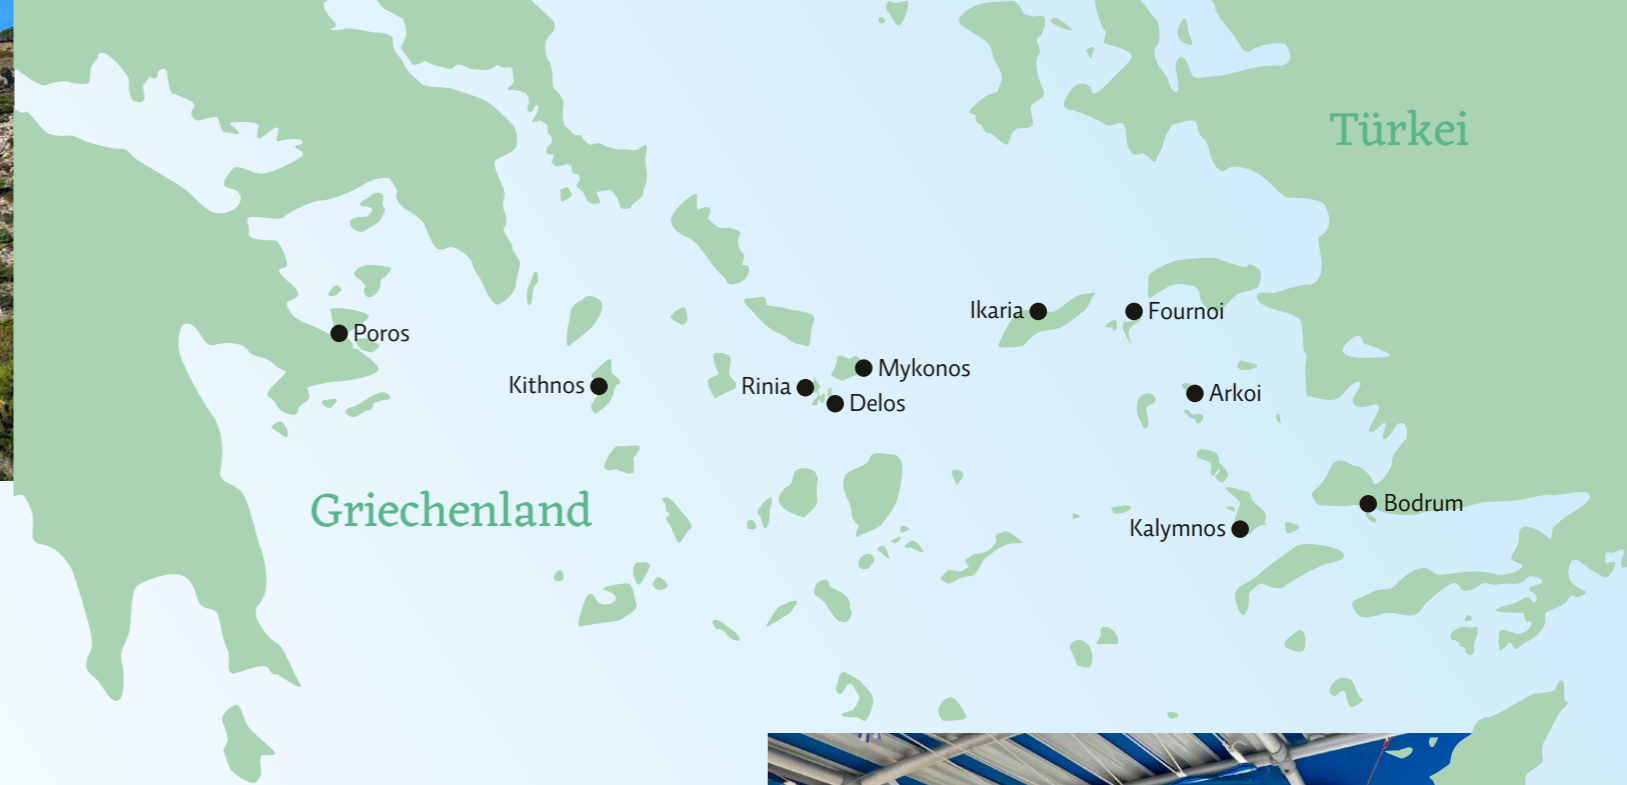 Türkei
Ikaria
Fournoi
Poros
Mykonos
Kithnos
Rinia
Delos
Arkoi
Griechenland
Bodrum
Kalymnos